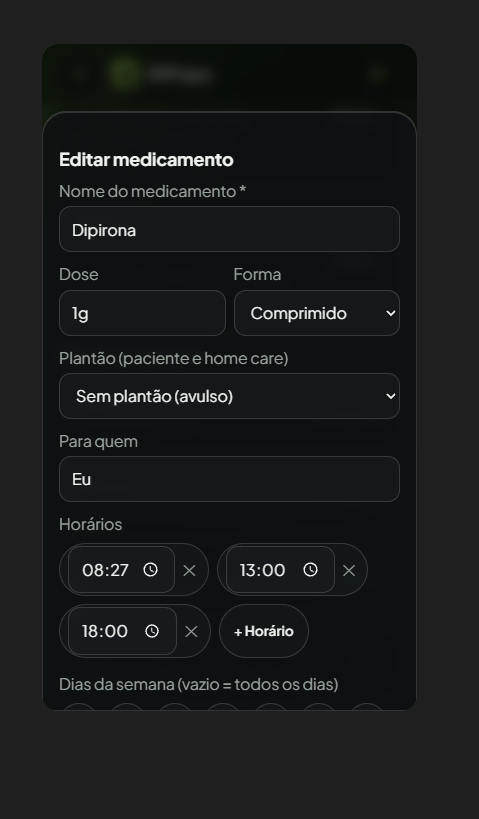 Editar medicamento
Nome do medicamento *
Dipirona
Dose Forma
1g Comprimido
Plantão (paciente e home care)
Sem plantão (avulso)
Para quem
Eu
Horários
08:27 13:00
18:00 + Horário
Dias da semana (vazio = todos os dias)